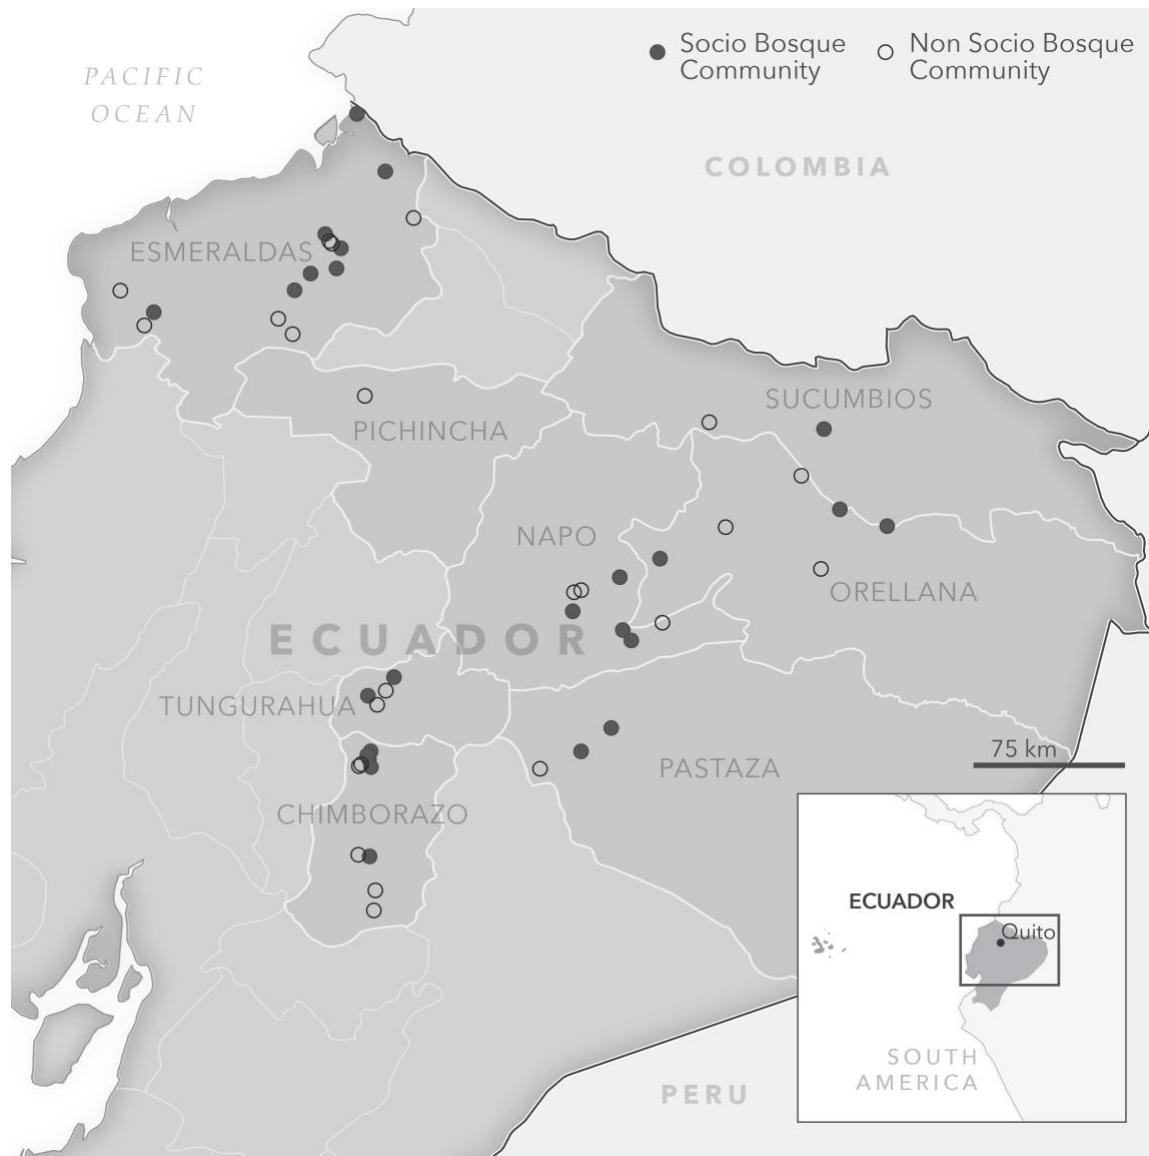 Socio Bosque
Community
Non Socio Bosque
Community
PACIFIC
OCEAN
COLOMBIA
ESMERALDAS
SUCUMBIOS
PICHINCHA
NAPO
ORELLANA
ECUADOR
TUNGURAHUA
75 km
PASTAZA
CHIMBORAZO
ECUADOR
Quito
SOUTH
AMERICA
PERU